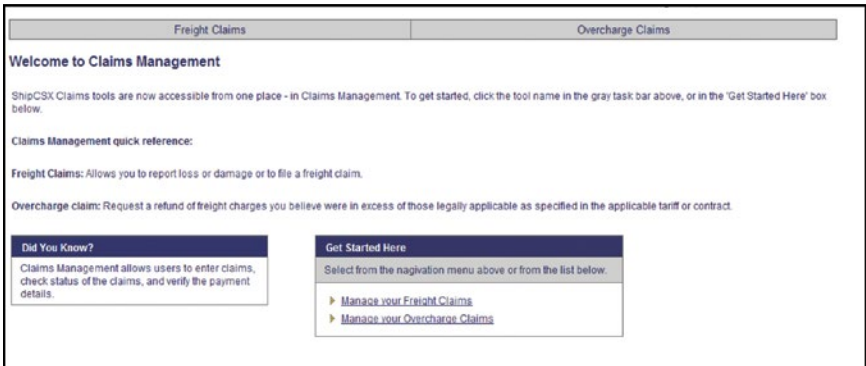 Freight Claims Overcharge Claims
Welcome to Claims Management
ShipCSX Claims tools are now accessible from one place - in Claims Management. To get started, click the tool name in the gray task bar above, or in the 'Get Started Here' box
below.
Claims Management quick reference:
Freight Claims: Allows you to report loss or damage or to file a freight claim.
Overcharge claim: Request a refund of freight charges you believe were in excess of those legally applicable as specified in the applicable tariff or contract.
Did You Know?
Claims Management allows users to enter claims,
check status of the claims, and verify the payment
details.
Get Started Here
Select from the nagivation menu above or from the list below.
Manage your Freight Claims
Manage your Overcharge Claims